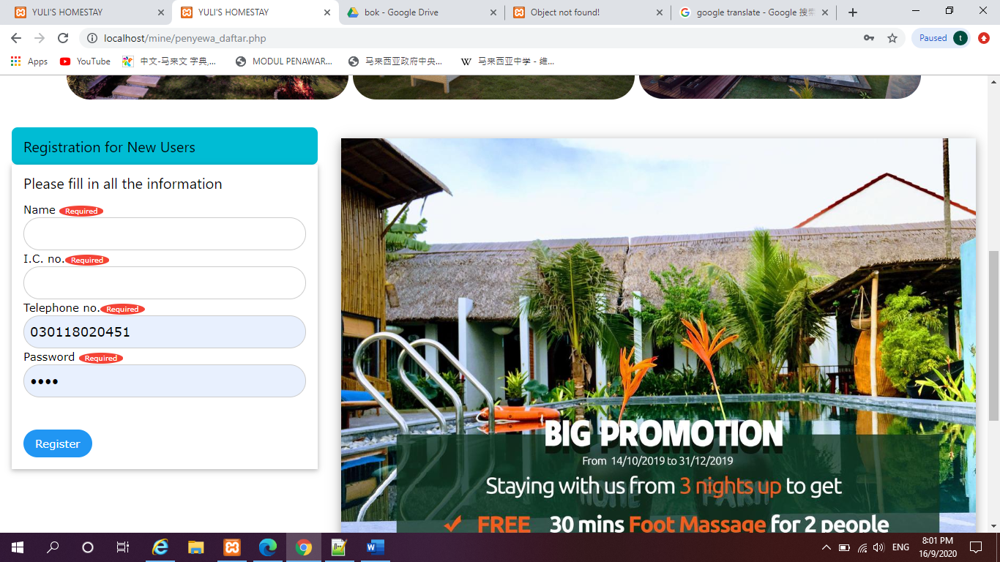 YULI'S HOMESTAY
YULI'S HOMESTAY
bok - Google Drive
Object not found!
google translate - Google 搜索
localhost/mine/penyewa_daftar.php
Paused
t
Apps
YouTube
中文-马来文 字典,...
MODUL PENAWAR...
马来西亚政府中央...
W
马来西亚中学 - 维...
Registration for New Users
Please fill in all the information
Name Required
I.C. no.Required
Telephone no.Required
030118020451
Password Required
••••
Register
BIG PROMOTION
From 14/10/2019 to 31/12/2019
Staying with us from 3 nights up to get
HOME FARM
FREE 30 mins Foot Massage for 2 people
ENG
8:01 PM
16/9/2020